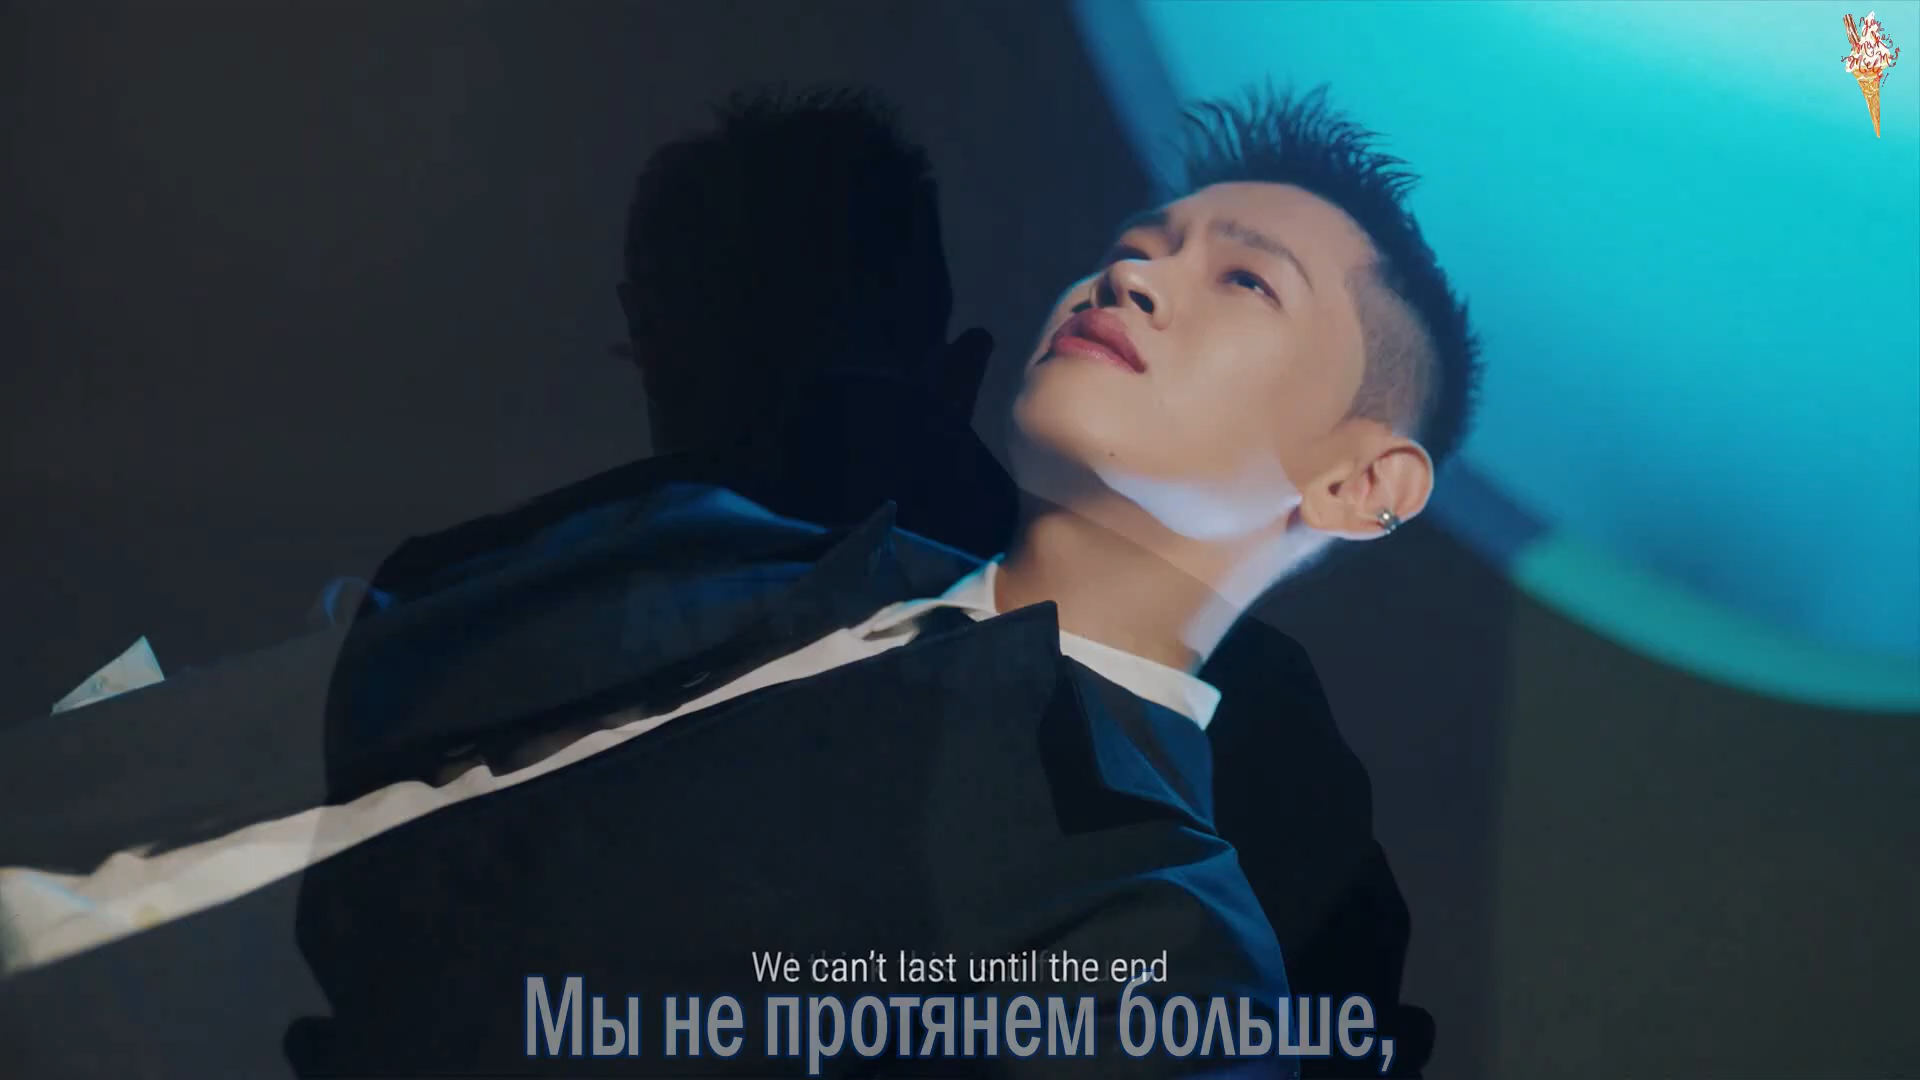 We can't last until the end
Мы не протянем больше,